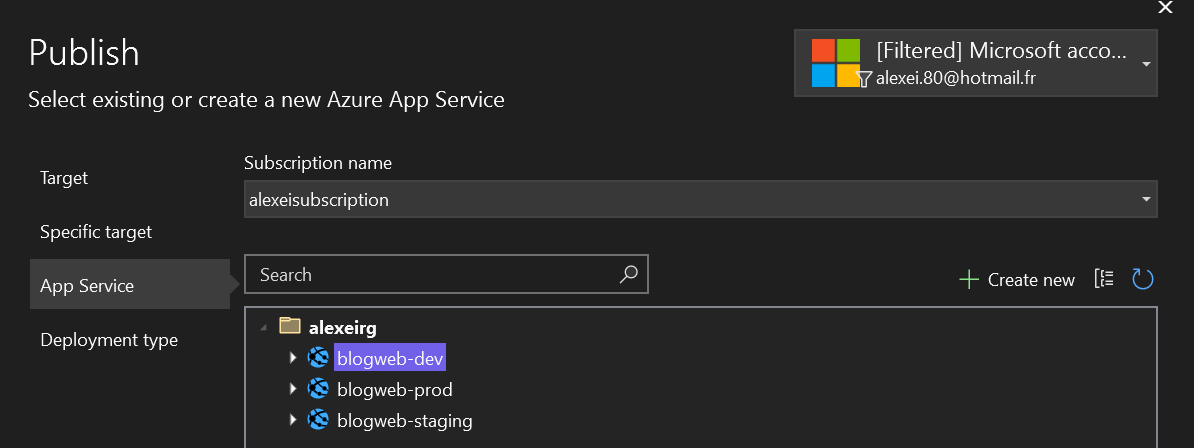 Publish
[Filtered] Microsoft acco...
alexei.80@hotmail.fr
Select existing or create a new Azure App Service
Target
Specific target
App Service
Deployment type
Subscription name
alexeisubscription
Search
Create new
alexeirg
blogweb-dev
blogweb-prod
blogweb-staging